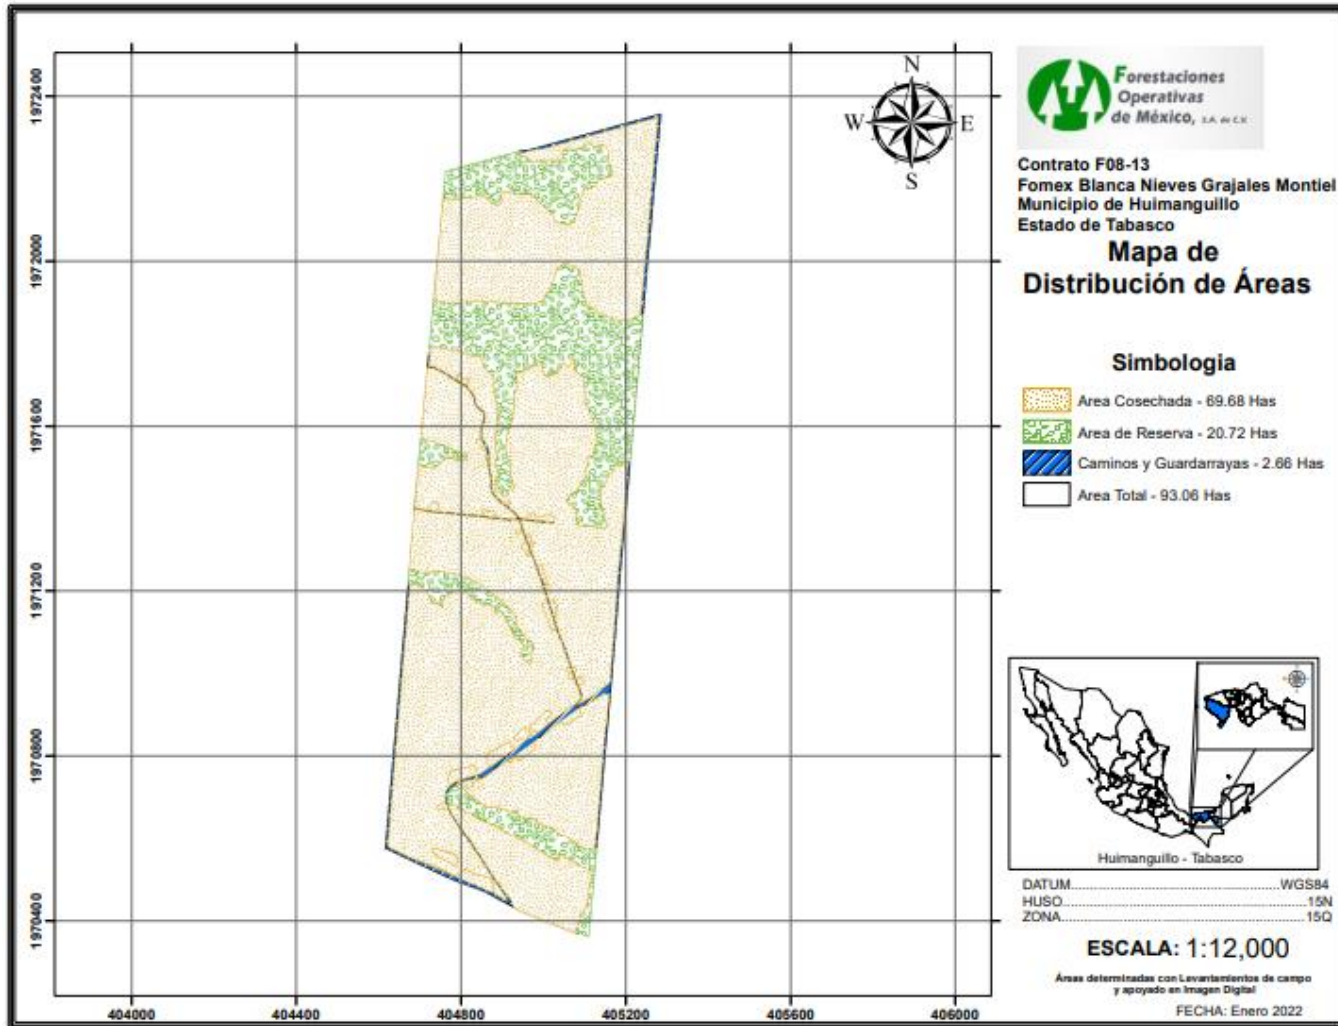 Forestaciones
Operativas
de México, S.A. de C.V.
Contrato F08-13
Fomex Blanca Nieves Grajales Montiel
Municipio de Huimanguillo
Estado de Tabasco
Mapa de
Distribución de Áreas
Simbologia
Area Cosechada - 69.68 Has
Area de Reserva - 20.72 Has
Caminos y Guardarrayas - 2.66 Has
Area Total - 93.06 Has
N
W E
S
1972400
1972000
1971600
1971200
1970800
1970400
404000 404400 404800 405200 405600 406000
Huimanguillo - Tabasco
DATUM WGS84
HUSO 15N
ZONA 15Q
ESCALA: 1:12,000
Áreas determinadas con Levantamientos de campo
y apoyado en Imagen Digital
FECHA: Enero 2022